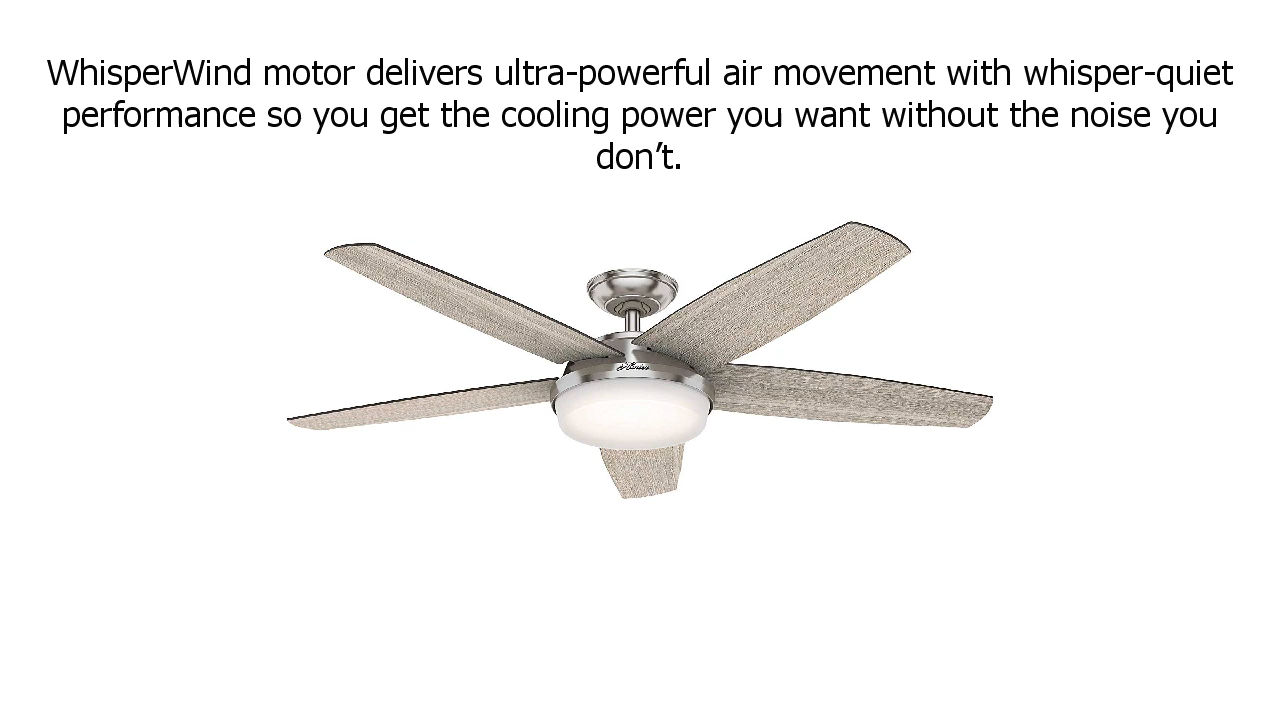 WhisperWind motor delivers ultra-powerful air movement with whisper-quiet
performance so you get the cooling power you want without the noise you
don’t.
Hunter